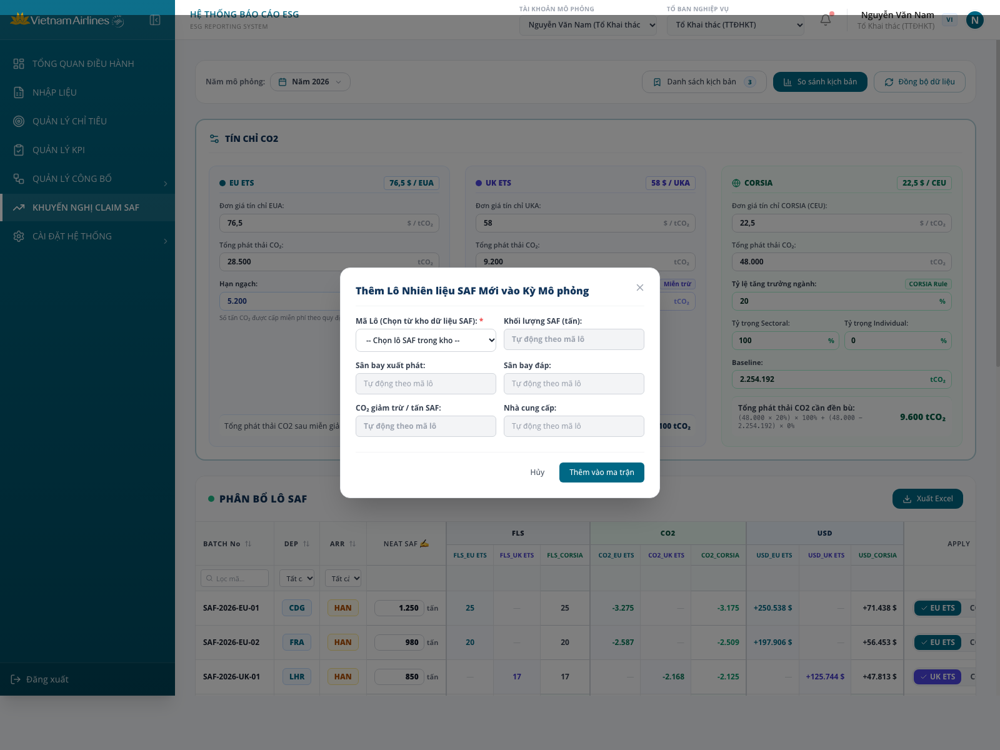 Vietnam Airlines
HỆ THỐNG BÁO CÁO ESG
ESG REPORTING SYSTEM
TÀI KHOẢN MÔ PHỎNG
Nguyễn Văn Nam (Tổ Khai thác
TỔ BAN NGHIỆP VỤ
Tổ Khai thác (TTĐHKT)
Nguyễn Văn Nam
Tổ Khai thác (TTĐHKT)
VI
N
TỔNG QUAN ĐIỀU HÀNH
NHẬP LIỆU
QUẢN LÝ CHỈ TIÊU
QUẢN LÝ KPI
QUẢN LÝ CÔNG BỐ
KHUYẾN NGHỊ CLAIM SAF
CÀI ĐẶT HỆ THỐNG
Đăng xuất
Năm mô phỏng:
Năm 2026
Danh sách kịch bản 3
So sánh kịch bản
Đồng bộ dữ liệu
TÍN CHỈ CO2
EU ETS 76,5 $ / EUA
Đơn giá tín chỉ EUA:
76,5 $ / tCO₂
Tổng phát thải CO₂:
28.500 tCO₂
Hạn ngạch:
5.200
Số tấn CO₂ được cấp miễn phí theo quy đị
Tổng phát thải CO2 sau miễn giả
UK ETS 58 $ / UKA
Đơn giá tín chỉ UKA:
58 $ / tCO₂
Tổng phát thải CO₂:
9.200 tCO₂
Miễn trừ
tCO₂
100 tCO₂
CORSIA 22,5 $ / CEU
Đơn giá tín chỉ CORSIA (CEU):
22,5 $ / tCO₂
Tổng phát thải CO₂:
48.000 tCO₂
Tỷ lệ tăng trưởng ngành: CORSIA Rule
20 %
Tỷ trọng Sectoral: Tỷ trọng Individual:
100 % 0 %
Baseline:
2.254.192 tCO₂
Tổng phát thải CO2 cần đền bù:
(48.000 × 20%) × 100% + (48.000 −
2.254.192) × 0%
9.600 tCO₂
Thêm Lô Nhiên liệu SAF Mới vào Kỳ Mô phỏng
Mã Lô (Chọn từ kho dữ liệu SAF): * Khối lượng SAF (tấn):
-- Chọn lô SAF trong kho -- Tự động theo mã lô
Sân bay xuất phát: Sân bay đáp:
Tự động theo mã lô Tự động theo mã lô
CO₂ giảm trừ / tấn SAF: Nhà cung cấp:
Tự động theo mã lô Tự động theo mã lô
Hủy Thêm vào ma trận
PHÂN BỔ LÔ SAF
Xuất Excel
BATCH No DEP ARR NEAT SAF ✍ FLS CO2 USD APPLY
FLS_EU ETS FLS_UK ETS FLS_CORSIA CO2_EU ETS CO2_UK ETS CO2_CORSIA USD_EU ETS USD_UK ETS USD_CORSIA
Lọc mã... Tất c Tất cả
SAF-2026-EU-01 CDG HAN 1.250 tấn 25 — 25 -3.275 — -3.175 +250.538 $ — +71.438 $ EU ETS
SAF-2026-EU-02 FRA HAN 980 tấn 20 — 20 -2.587 — -2.509 +197.906 $ — +56.453 $ EU ETS
SAF-2026-UK-01 LHR HAN 850 tấn — 17 17 — -2.168 -2.125 — +125.744 $ +47.813 $ UK ETS